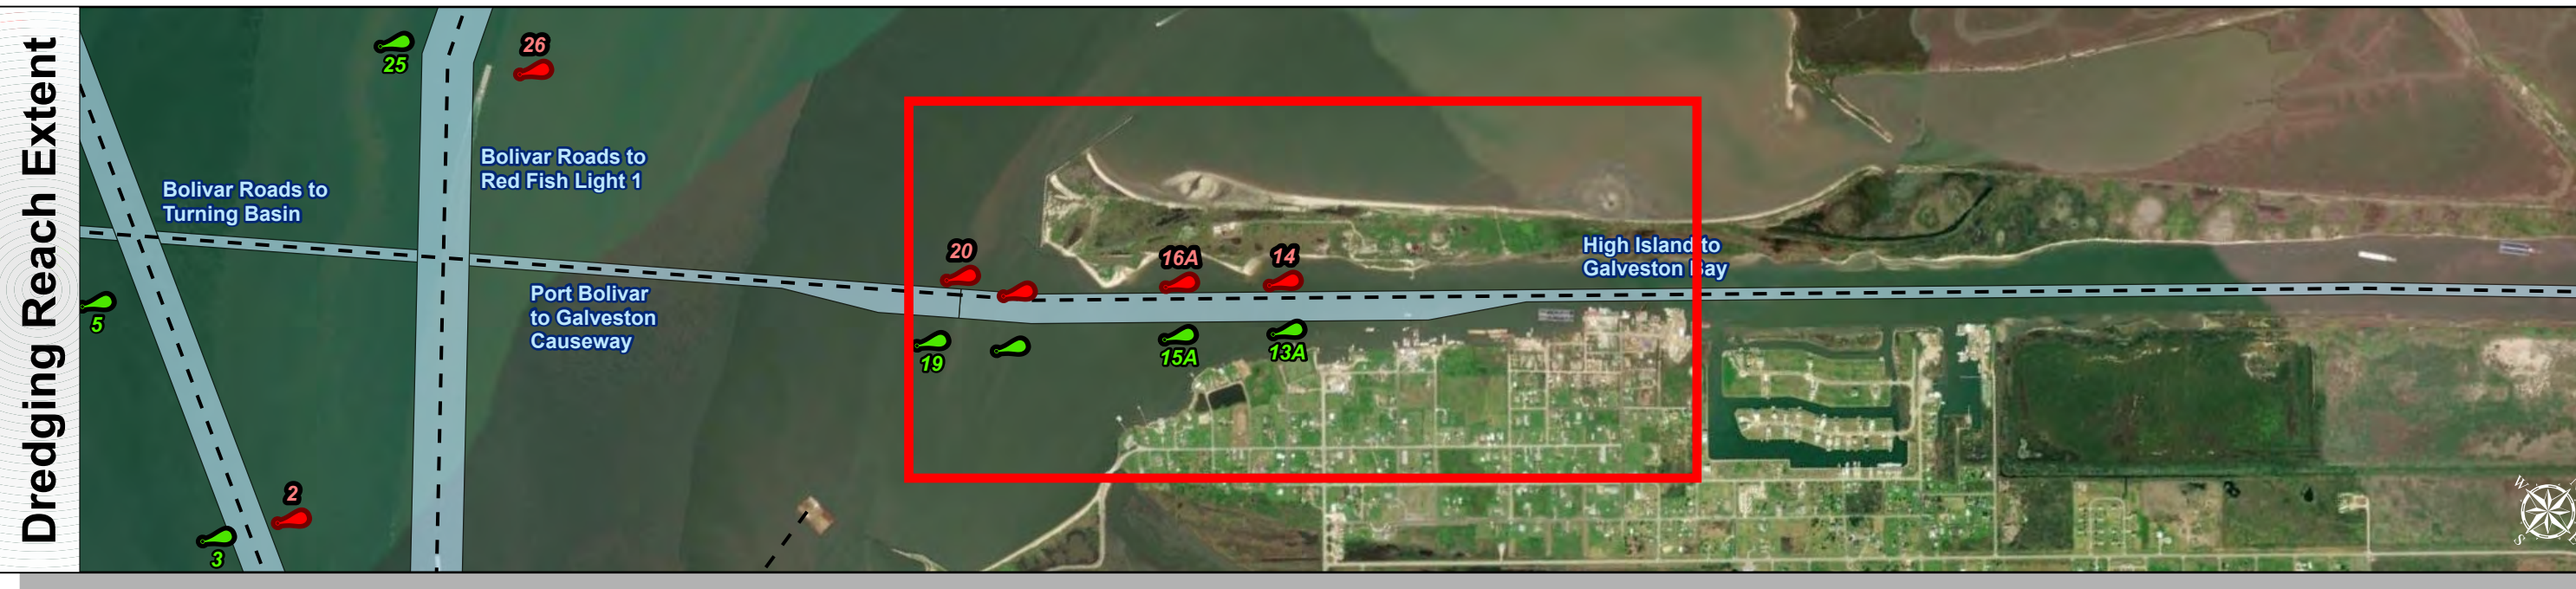 Dredging Reach Extent
25
26
Bolivar Roads to
Red Fish Light 1
Bolivar Roads to
Turning Basin
20
16A
14
High Island to
Galveston Bay
Port Bolivar
to Galveston
Causeway
5
19
15A
13A
2
3
W
S